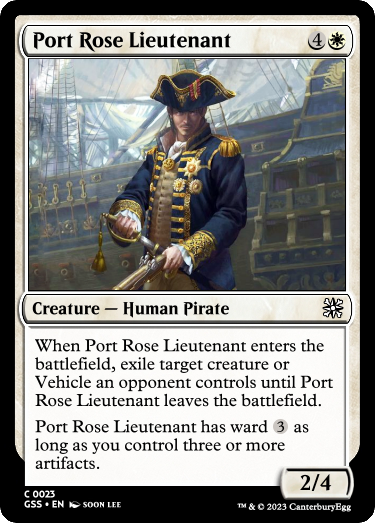 Port Rose Lieutenant 4
Creature — Human Pirate
When Port Rose Lieutenant enters the
battlefield, exile target creature or
Vehicle an opponent controls until Port
Rose Lieutenant leaves the battlefield.
Port Rose Lieutenant has ward 3 as
long as you control three or more
artifacts.
2/4
C 0023
GSS • EN SOON LEE
™ & © 2023 CanterburyEgg